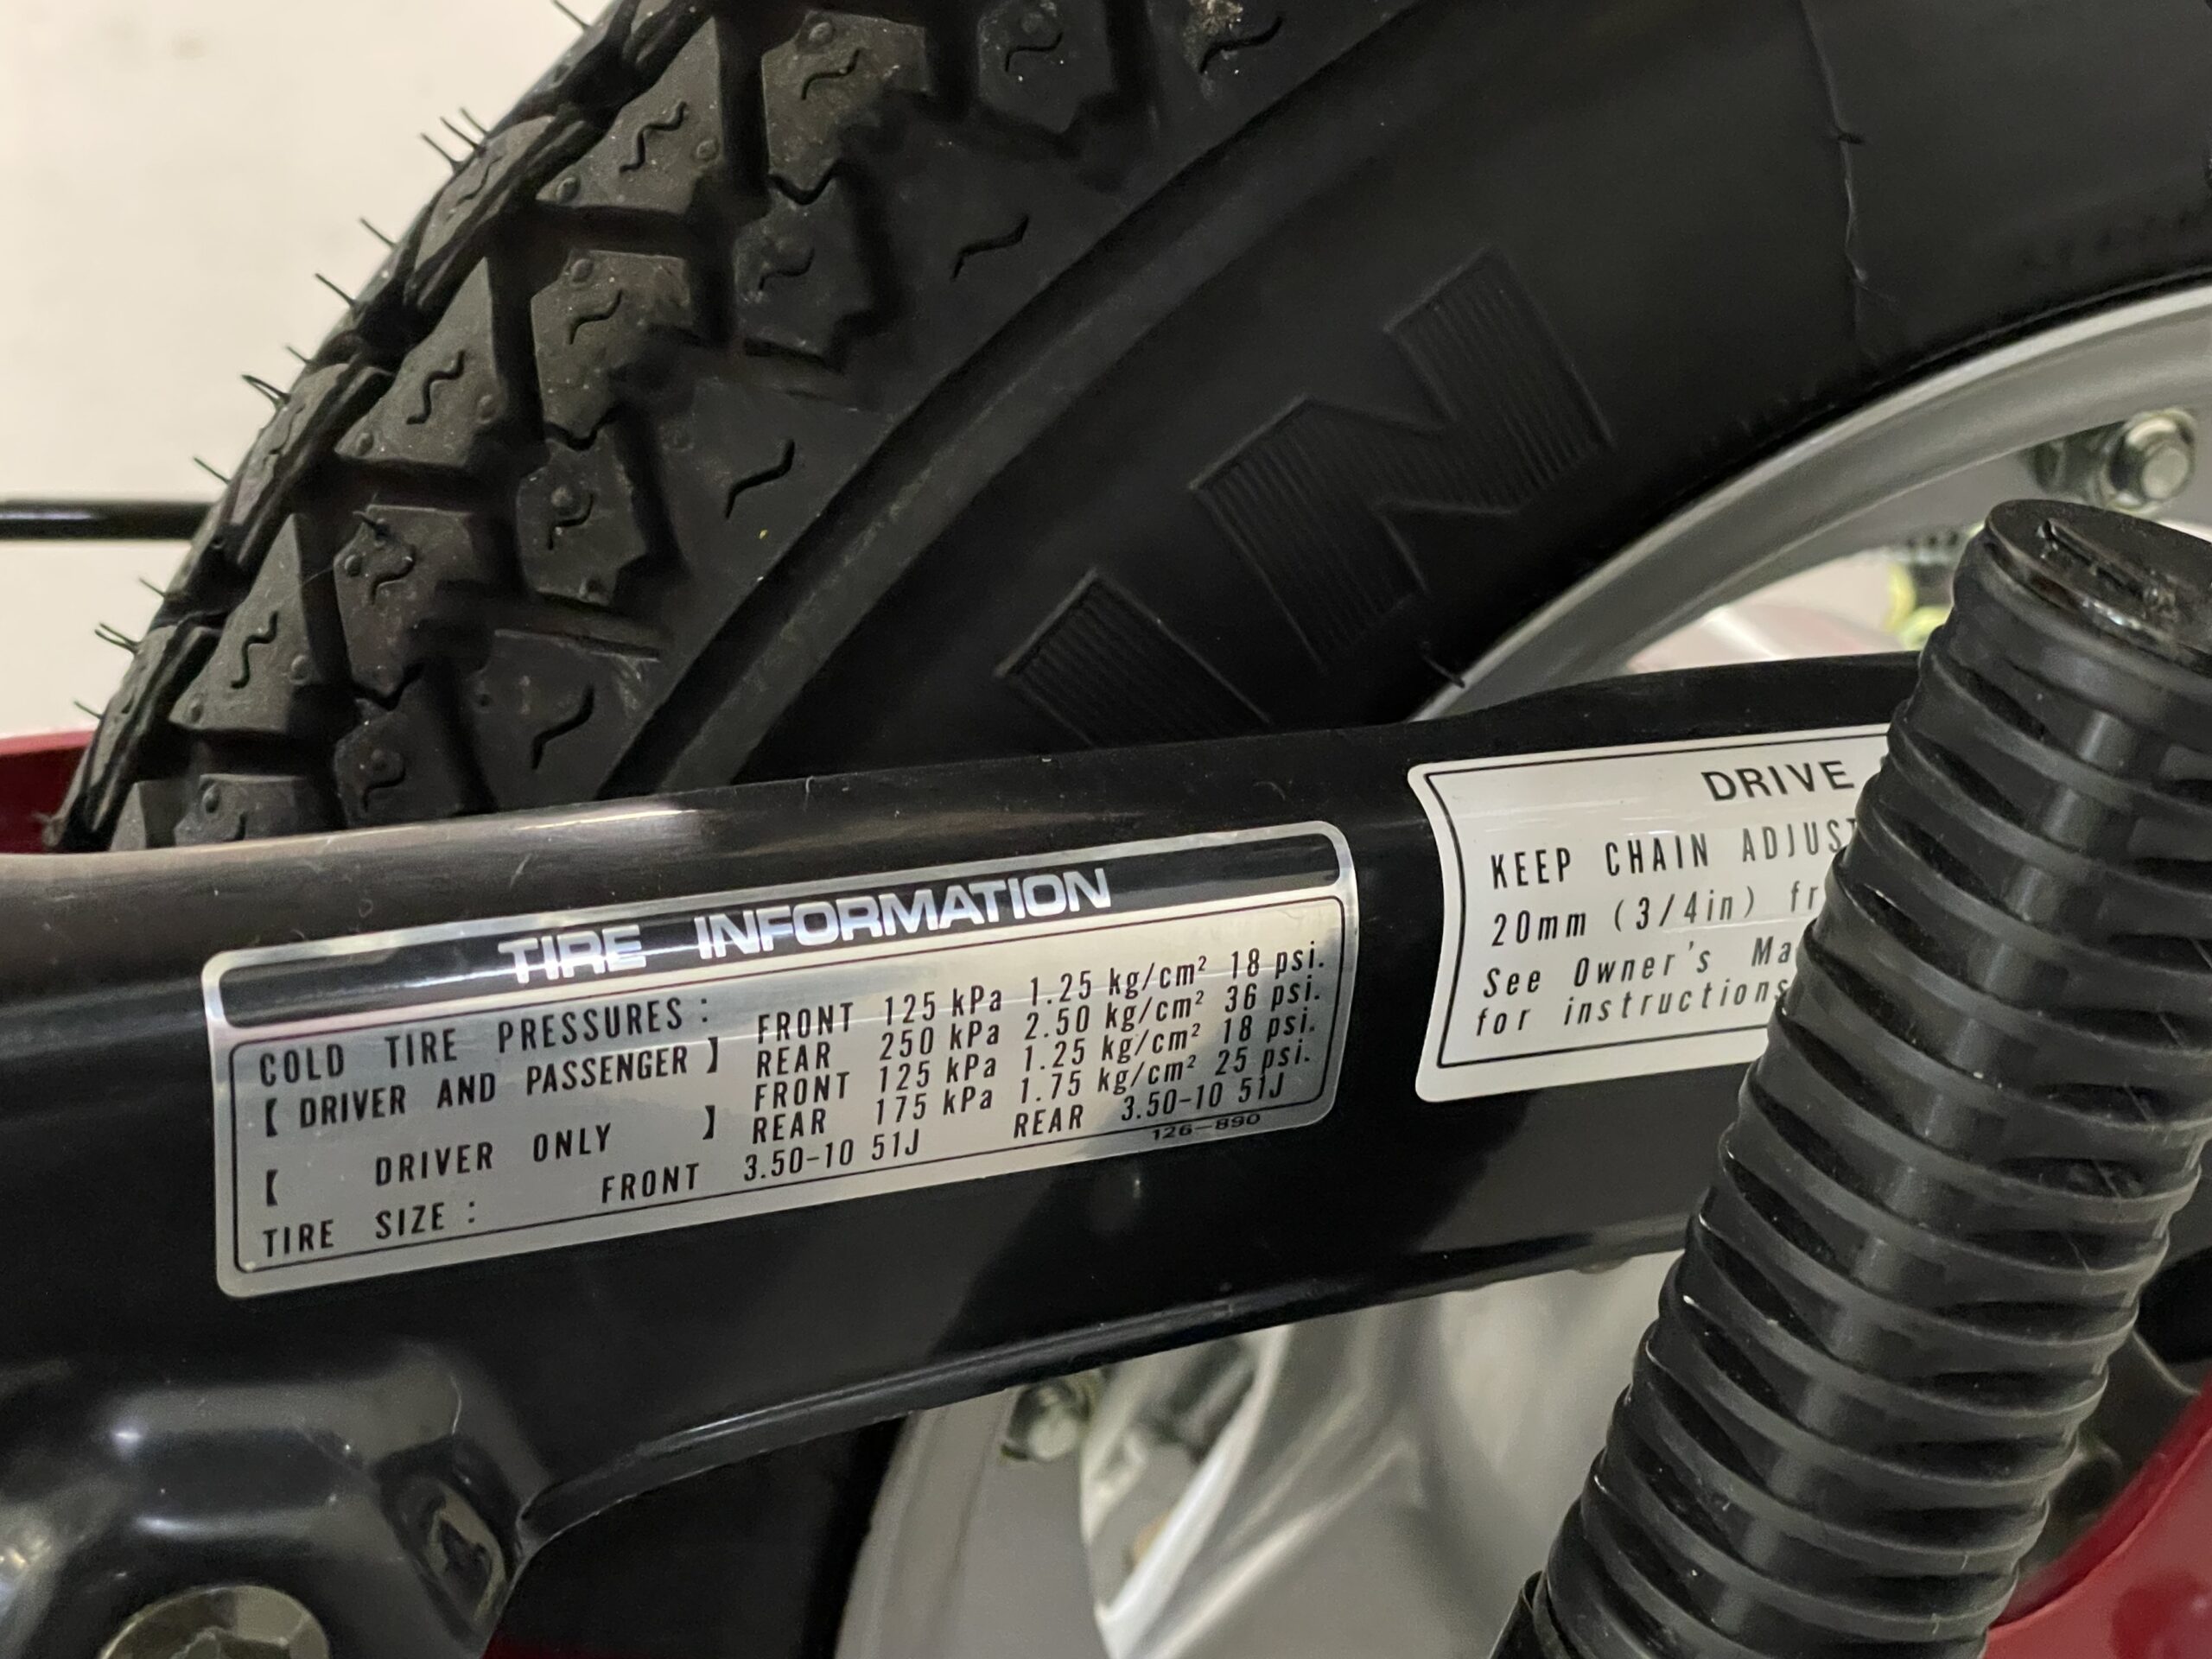 TIRE INFORMATION
COLD TIRE PRESSURES :
【 DRIVER AND PASSENGER 】 FRONT 125 kPa 1.25 kg/cm² 18 psi.
REAR 250 kPa 2.50 kg/cm² 36 psi.
【 DRIVER ONLY 】 FRONT 125 kPa 1.25 kg/cm² 18 psi.
REAR 175 kPa 1.75 kg/cm² 25 psi.
TIRE SIZE : FRONT 3.50-10 51J REAR 3.50-10 51J
126-890
DRIVE
KEEP CHAIN ADJUST
20mm (3/4in) fr
See Owner's Ma
for instructions